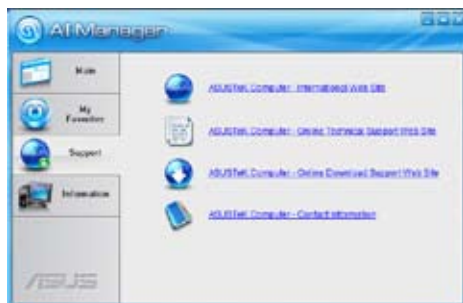 AI Manager
Main
My
Favorites
Support
Information
ASUSTek Computer - International Web Site
ASUSTek Computer - Online Technical Support Web Site
ASUSTek Computer - Online Download Support Web Site
ASUSTeK Computer - Contact Information
ASUS